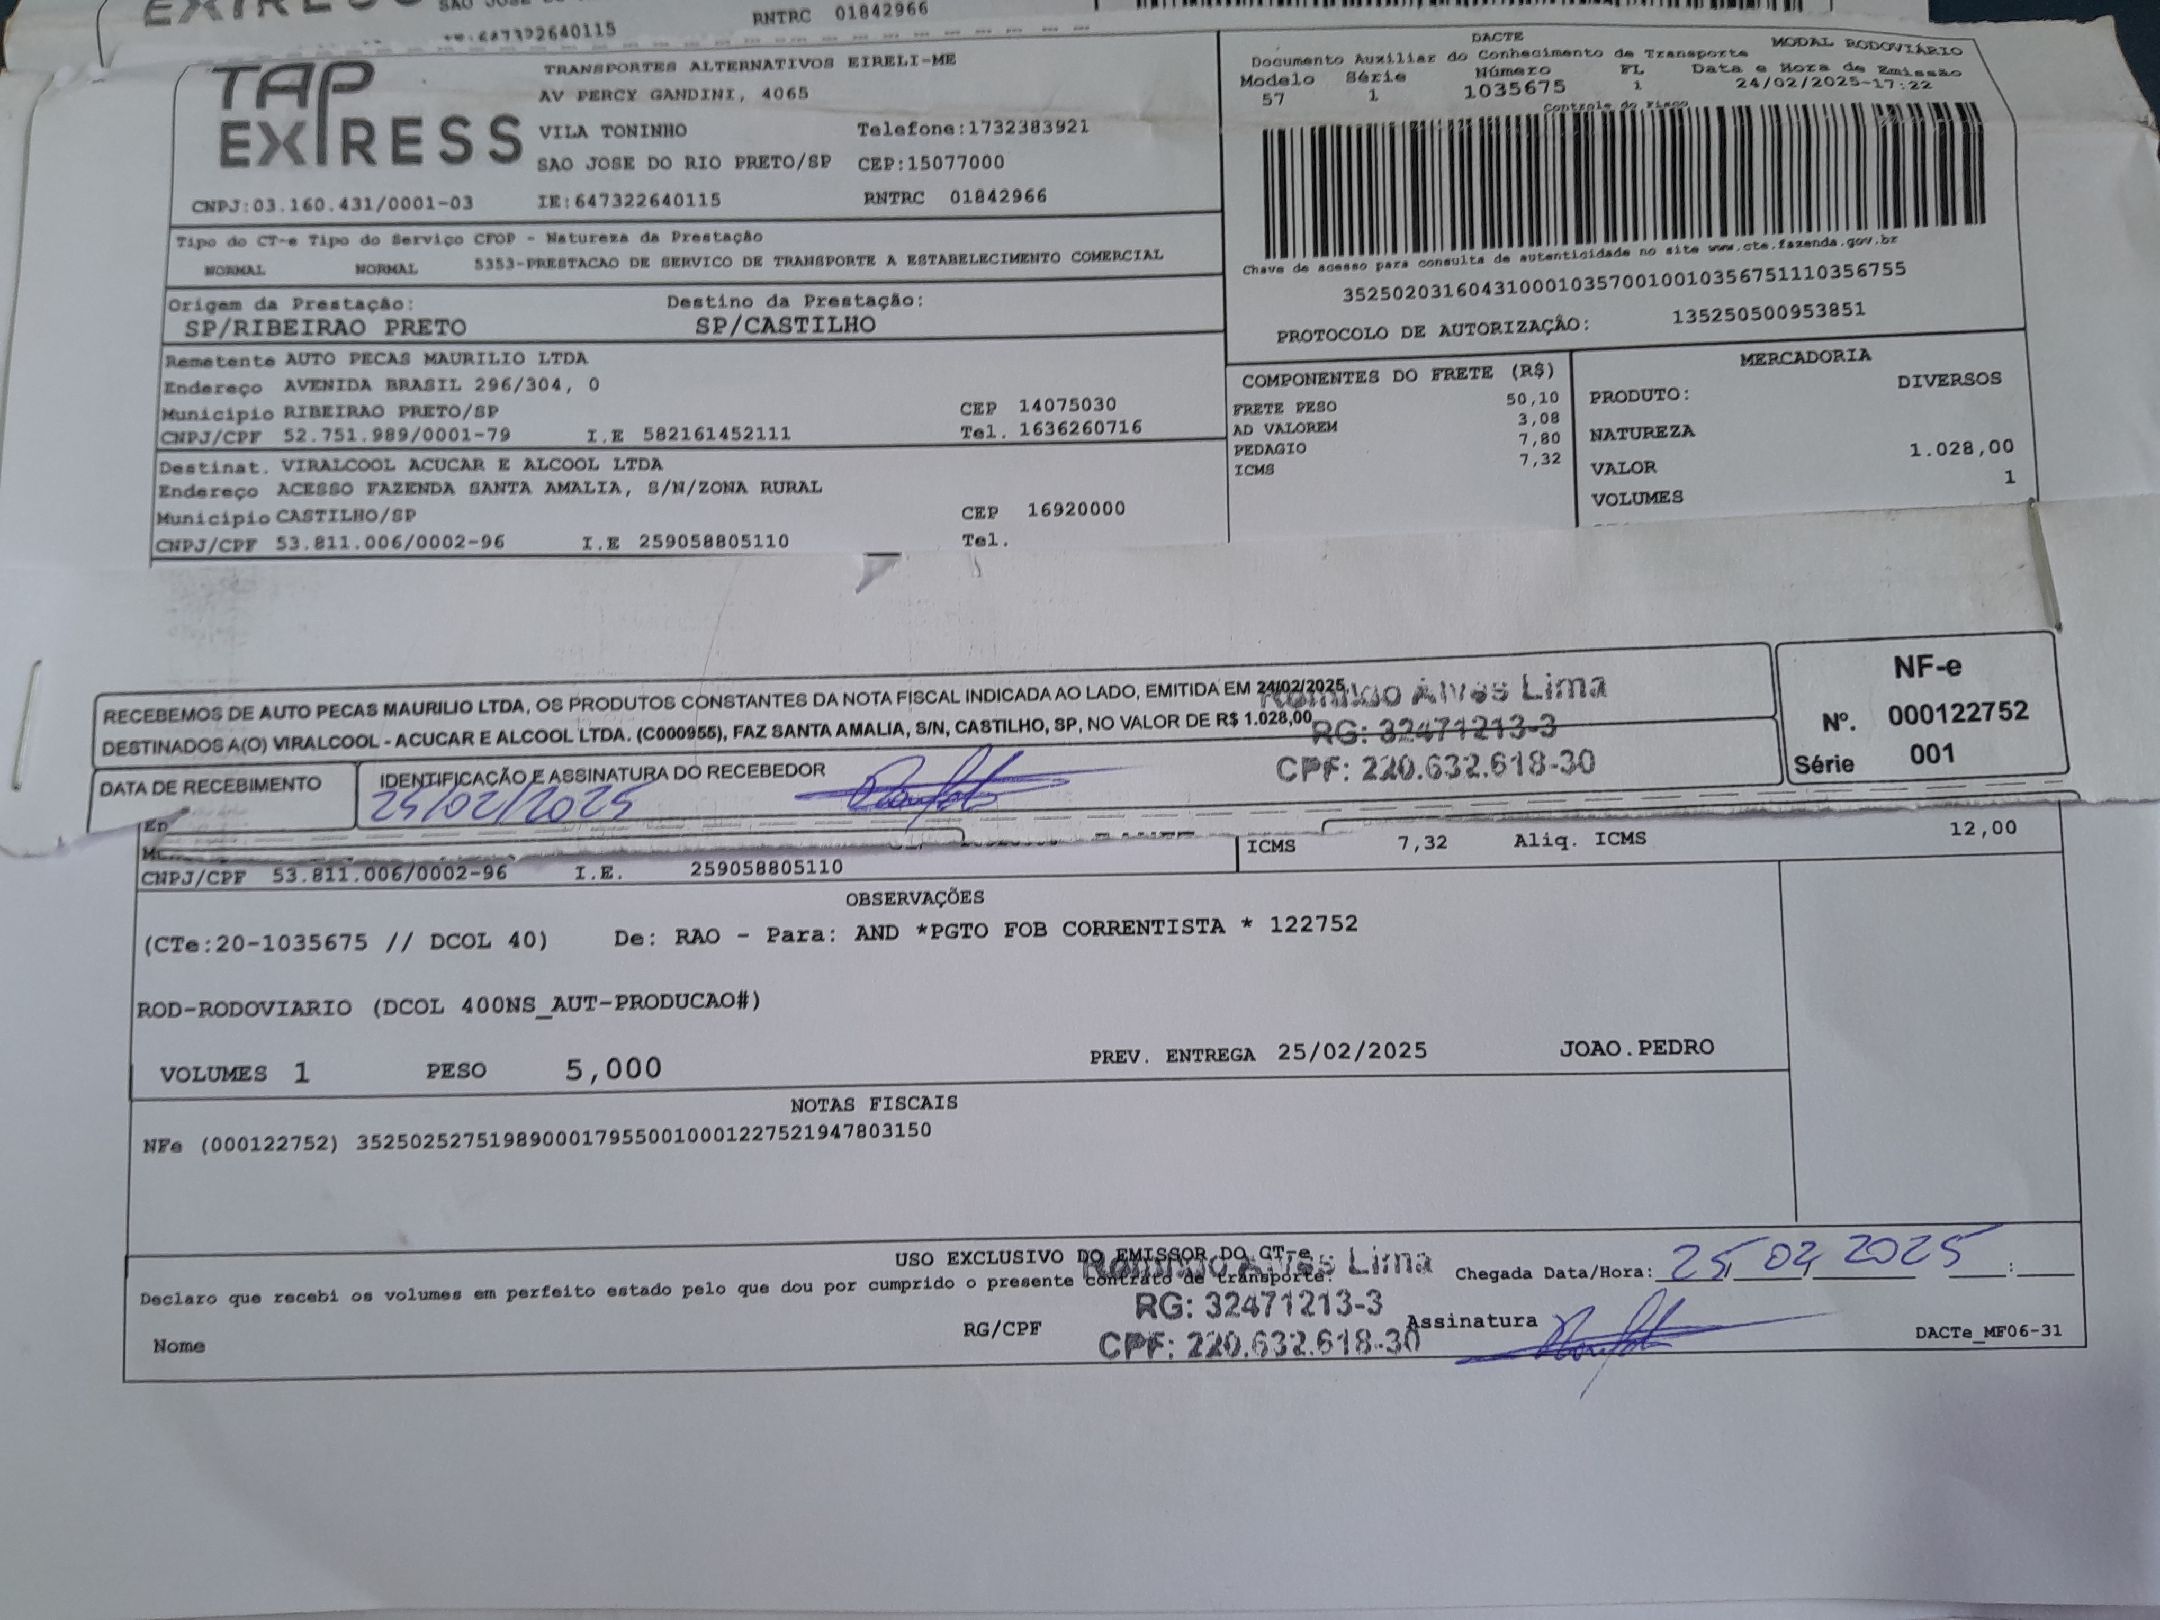 RNTRC 01842966
647322640115
TAP EXPRESS
TRANSPORTES ALTERNATIVOS EIRELI-ME
AV PERCY GANDINI, 4065
VILA TONINHO Telefone:1732383921
SAO JOSE DO RIO PRETO/SP CEP:15077000
CNPJ:03.160.431/0001-03 IE:647322640115 RNTRC 01842966
DACTE MODAL RODOVIÁRIO
Documento Auxiliar do Conhecimento de Transporte
Modelo Série Número FL Data e Hora de Emissão
57 1 1035675 1 24/02/2025-17:22
Controle do Fisco
Chave de acesso para consulta de autenticidade no site www.cte.fazenda.gov.br
35250203160431000103570010010356751110356755
PROTOCOLO DE AUTORIZAÇÃO: 135250500953851
Tipo do CT-e Tipo do Serviço CFOP - Natureza da Prestação
NORMAL NORMAL 5353-PRESTACAO DE SERVICO DE TRANSPORTE A ESTABELECIMENTO COMERCIAL
Origem da Prestação: Destino da Prestação:
SP/RIBEIRAO PRETO SP/CASTILHO
Remetente AUTO PECAS MAURILIO LTDA
Endereço AVENIDA BRASIL 296/304, 0
Municipio RIBEIRAO PRETO/SP CEP 14075030
CNPJ/CPF 52.751.989/0001-79 I.E 582161452111 Tel. 1636260716
Destinat. VIRALCOOL ACUCAR E ALCOOL LTDA
Endereço ACESSO FAZENDA SANTA AMALIA, S/N/ZONA RURAL
Municipio CASTILHO/SP CEP 16920000
CNPJ/CPF 53.811.006/0002-96 I.E 259058805110 Tel.
COMPONENTES DO FRETE (R$)
FRETE PESO 50,10
AD VALOREM 3,08
PEDAGIO 7,80
ICMS 7,32
MERCADORIA
PRODUTO: DIVERSOS
NATUREZA
VALOR 1.028,00
VOLUMES 1
RECEBEMOS DE AUTO PECAS MAURILIO LTDA, OS PRODUTOS CONSTANTES DA NOTA FISCAL INDICADA AO LADO, EMITIDA EM 24/02/2025
DESTINADOS A(O) VIRALCOOL - ACUCAR E ALCOOL LTDA. (C000955), FAZ SANTA AMALIA, S/N, CASTILHO, SP, NO VALOR DE R$ 1.028,00
Alves Lima
RG: 32471213-3
CPF: 220.632.618-30
DATA DE RECEBIMENTO IDENTIFICAÇÃO E ASSINATURA DO RECEBEDOR
25/02/2025
NF-e
Nº. 000122752
Série 001
ICMS 7,32 Aliq. ICMS 12,00
CNPJ/CPF 53.811.006/0002-96 I.E. 259058805110
OBSERVAÇÕES
(CTe:20-1035675 // DCOL 40) De: RAO - Para: AND *PGTO FOB CORRENTISTA * 122752
ROD-RODOVIARIO (DCOL 400NS_AUT-PRODUCAO#)
VOLUMES 1 PESO 5,000 PREV. ENTREGA 25/02/2025 JOAO.PEDRO
NOTAS FISCAIS
NFe (000122752) 35250252751989000179550010001227521947803150
USO EXCLUSIVO DO EMISSOR DO CT-e
Declaro que recebi os volumes em perfeito estado pelo que dou por cumprido o presente contrato de transporte.
Chegada Data/Hora: 25 02 2025 :
Alves Lima
RG: 32471213-3
CPF: 220.632.618-30
Nome RG/CPF Assinatura DACTe_MF06-31